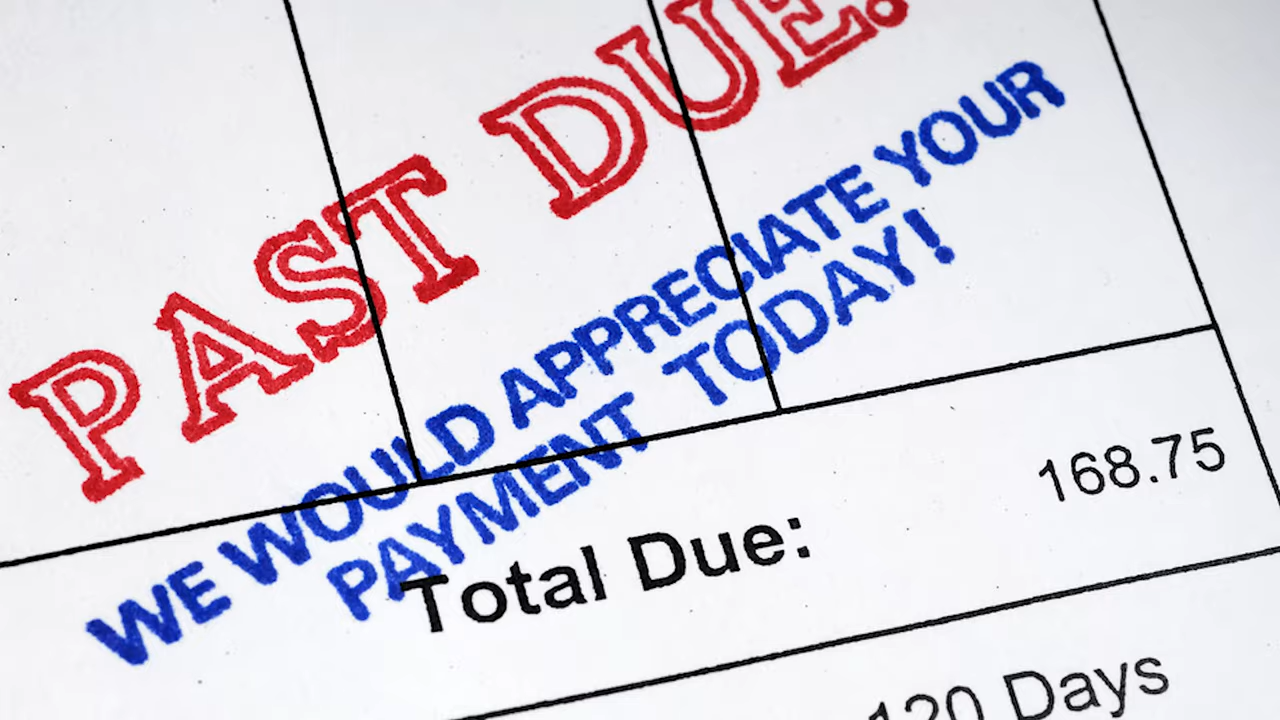 PAST DUE!
WE WOULD APPRECIATE YOUR
PAYMENT TODAY!
Total Due: 168.75
120 Days